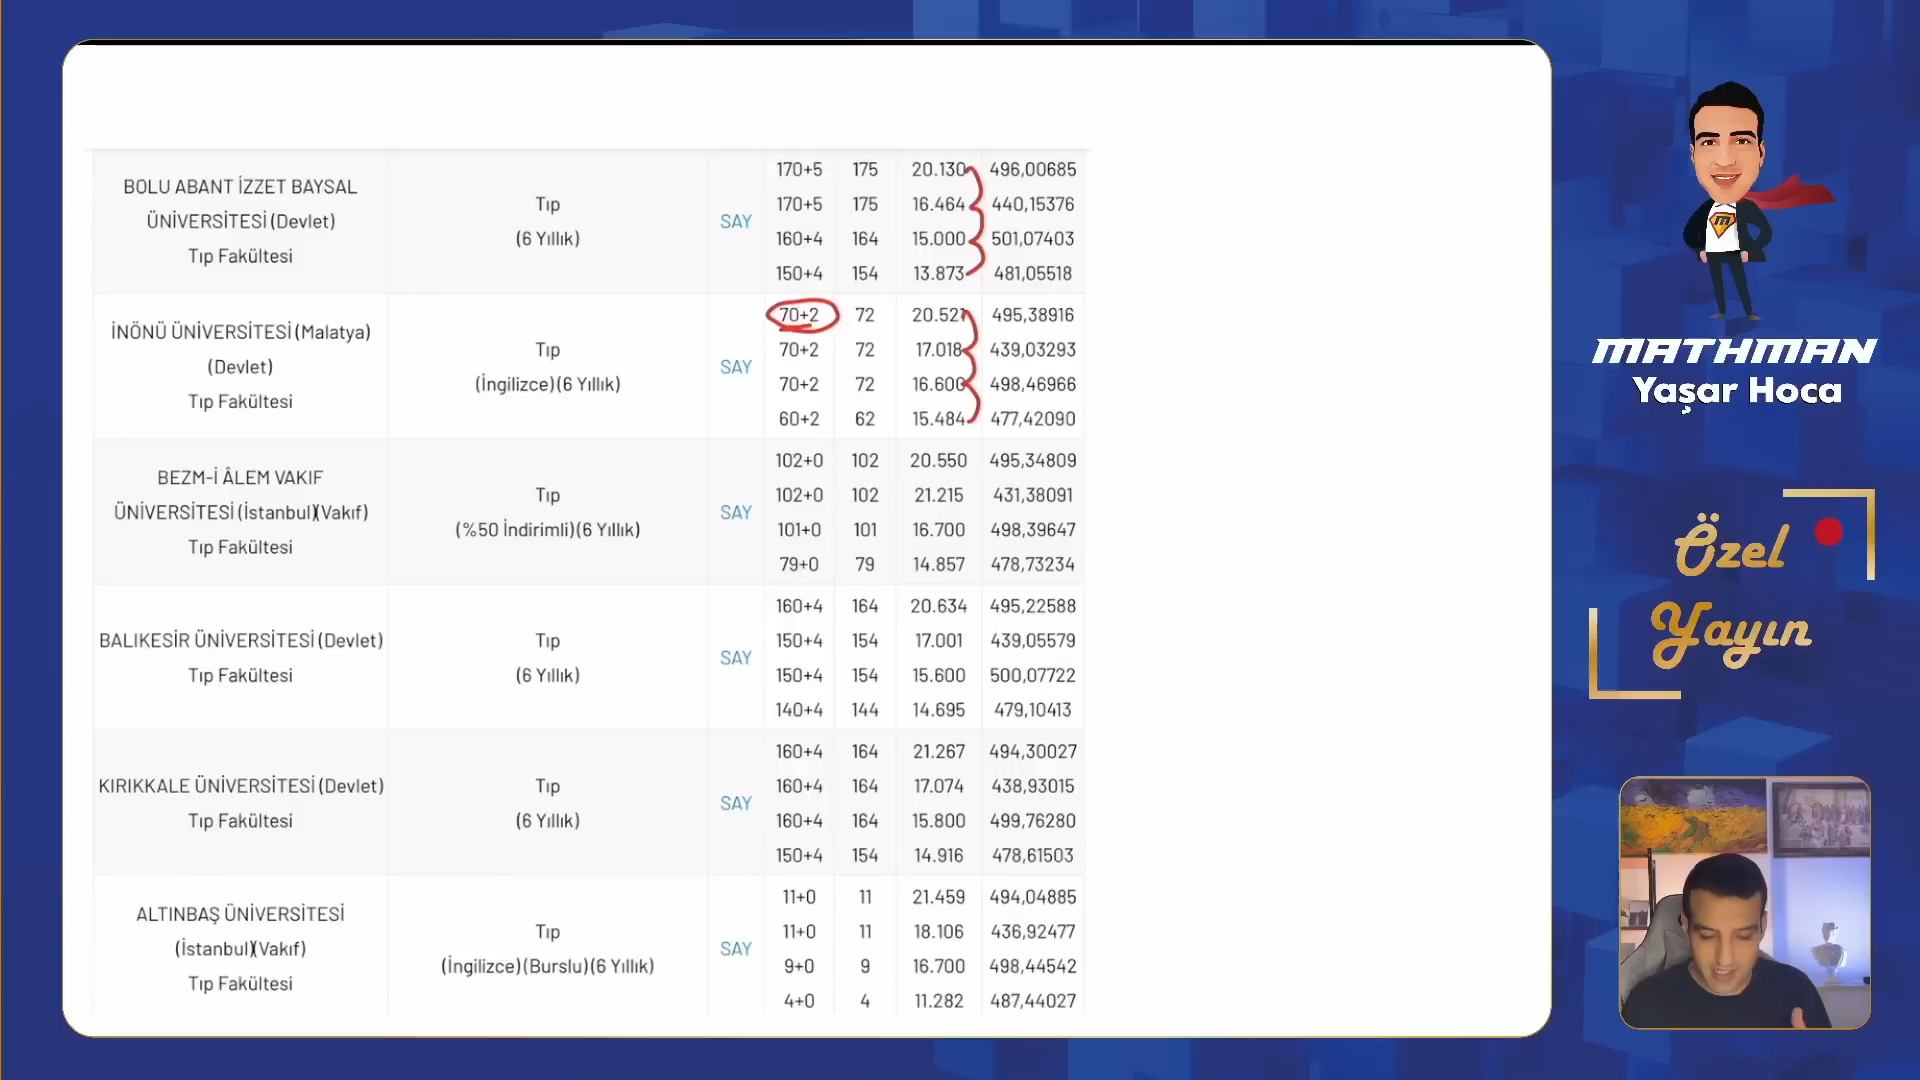 BOLU ABANT İZZET BAYSAL
ÜNİVERSİTESİ (Devlet)
Tıp Fakültesi
Tıp
(6 Yıllık)
SAY
170+5 175 20.130 496,00685
170+5 175 16.464 440,15376
160+4 164 15.000 501,07403
150+4 154 13.873 481,05518
İNÖNÜ ÜNİVERSİTESİ (Malatya)
(Devlet)
Tıp Fakültesi
Tıp
(İngilizce) (6 Yıllık)
SAY
70+2 72 20.521 495,38916
70+2 72 17.018 439,03293
70+2 72 16.600 498,46966
60+2 62 15.484 477,42090
BEZM-İ ÂLEM VAKIF
ÜNİVERSİTESİ (İstanbul)(Vakıf)
Tıp Fakültesi
Tıp
(%50 İndirimli) (6 Yıllık)
SAY
102+0 102 20.550 495,34809
102+0 102 21.215 431,38091
101+0 101 16.700 498,39647
79+0 79 14.857 478,73234
BALIKESİR ÜNİVERSİTESİ (Devlet)
Tıp Fakültesi
Tıp
(6 Yıllık)
SAY
160+4 164 20.634 495,22588
150+4 154 17.001 439,05579
150+4 154 15.600 500,07722
140+4 144 14.695 479,10413
KIRIKKALE ÜNİVERSİTESİ (Devlet)
Tıp Fakültesi
Tıp
(6 Yıllık)
SAY
160+4 164 21.267 494,30027
160+4 164 17.074 438,93015
160+4 164 15.800 499,76280
150+4 154 14.916 478,61503
ALTINBAŞ ÜNİVERSİTESİ
(İstanbul)(Vakıf)
Tıp Fakültesi
Tıp
(İngilizce) (Burslu) (6 Yıllık)
SAY
11+0 11 21.459 494,04885
11+0 11 18.106 436,92477
9+0 9 16.700 498,44542
4+0 4 11.282 487,44027
MATHMAN
Yaşar Hoca
Özel
Yayın